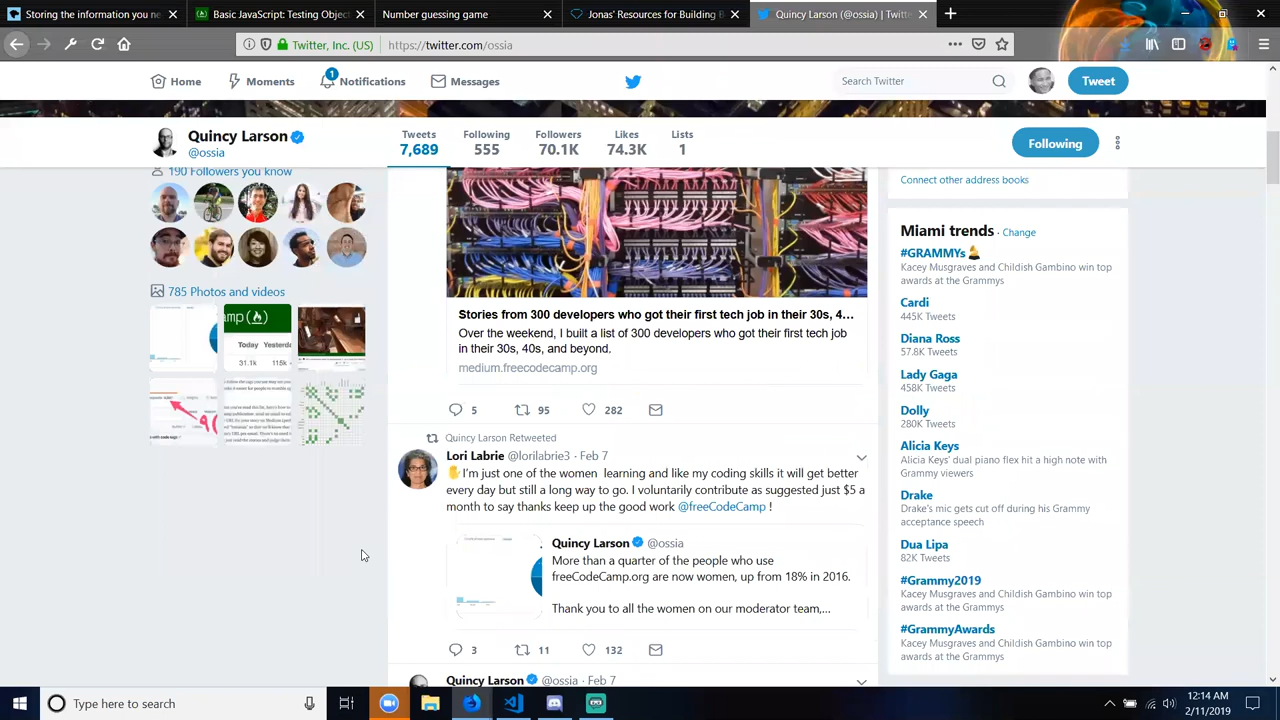 Storing the information you ne
Basic JavaScript: Testing Objec
Number guessing game
Jonas' Resources for Building B
Quincy Larson (@ossia) | Twitt
Twitter, Inc. (US)
https://twitter.com/ossia
Home
Moments
1
Notifications
Messages
Search Twitter
Tweet
Quincy Larson
@ossia
Tweets
7,689
Following
555
Followers
70.1K
Likes
74.3K
Lists
1
Following
190 Followers you know
785 Photos and videos
amp(
Today Yesterda
31.1k 115k
Stories from 300 developers who got their first tech job in their 30s, 4...
Over the weekend, I built a list of 300 developers who got their first tech job
in their 30s, 40s, and beyond.
medium.freecodecamp.org
5
282
Quincy Larson Retweeted
Lori Labrie @lorilabrie3 · Feb 7
I'm just one of the women learning and like my coding skills it will get better
every day but still a long way to go. I voluntarily contribute as suggested just $5 a
month to say thanks keep up the good work @freeCodeCamp !
Quincy Larson @ossia
More than a quarter of the people who use
freeCodeCamp.org are now women, up from 18% in 2016.
Thank you to all the women on our moderator team,...
3
11
132
Quincy Larson @ossia · Feb 7
Connect other address books
Miami trends · Change
#GRAMMYs
Kacey Musgraves and Childish Gambino win top
awards at the Grammys
Cardi
445K Tweets
Diana Ross
57.8K Tweets
Lady Gaga
458K Tweets
Dolly
280K Tweets
Alicia Keys
Alicia Keys' dual piano flex hit a high note with
Grammy viewers
Drake
Drake's mic gets cut off during his Grammy
acceptance speech
Dua Lipa
82K Tweets
#Grammy2019
Kacey Musgraves and Childish Gambino win top
awards at the Grammys
#GrammyAwards
Kacey Musgraves and Childish Gambino win top
awards at the Grammys
Type here to search
12:14 AM
2/11/2019